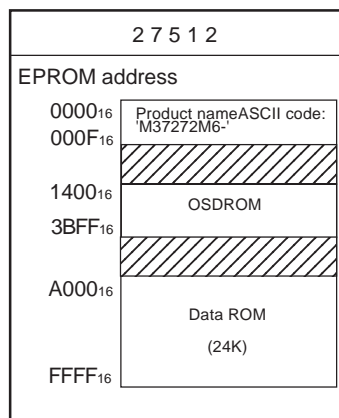 27512
EPROM address
0000₁₆
Product nameASCII code:
'M37272M6-'
000F₁₆
1400₁₆
OSDROM
3BFF₁₆
A000₁₆
Data ROM
(24K)
FFFF₁₆